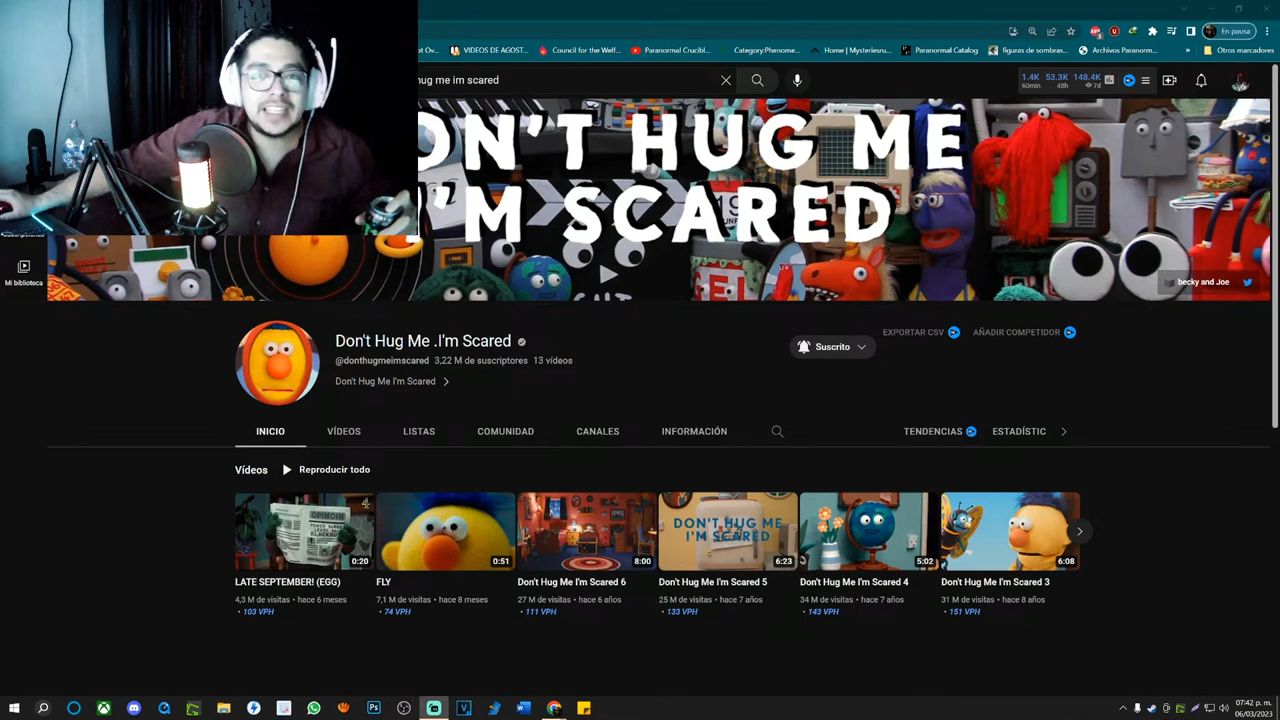 En pausa
ot Ov...
VIDEOS DE AGOST...
Council for the Welf...
Paranormal Crucibl...
Category:Phenome...
Home | Mysteriesru...
Paranormal Catalog
figuras de sombras...
Archivos Paranorm...
»
Otros marcadores
hug me im scared
1.4K 53.3K 148.4K
60min 48h 7d
ON'T HUG ME
I'M SCARED
Mi biblioteca
becky and Joe
Don't Hug Me .I'm Scared
@donthugmeimscared 3,22 M de suscriptores 13 vídeos
Don't Hug Me I'm Scared
Suscrito
EXPORTAR CSV
AÑADIR COMPETIDOR
INICIO VÍDEOS LISTAS COMUNIDAD CANALES INFORMACIÓN TENDENCIAS ESTADÍSTIC
Vídeos Reproducir todo
OPINOIN
4
0:20
0:51
8:00
DON'T HUG ME
I'M SCARED
6:23
5:02
6:08
LATE SEPTEMBER! (EGG) FLY Don't Hug Me I'm Scared 6 Don't Hug Me I'm Scared 5 Don't Hug Me I'm Scared 4 Don't Hug Me I'm Scared 3
4,3 M de visitas • hace 6 meses 7,1 M de visitas • hace 8 meses 27 M de visitas • hace 6 años 25 M de visitas • hace 7 años 34 M de visitas • hace 7 años 31 M de visitas • hace 8 años
• 103 VPH • 74 VPH • 111 VPH • 133 VPH • 143 VPH • 151 VPH
07:42 p. m.
06/03/2023